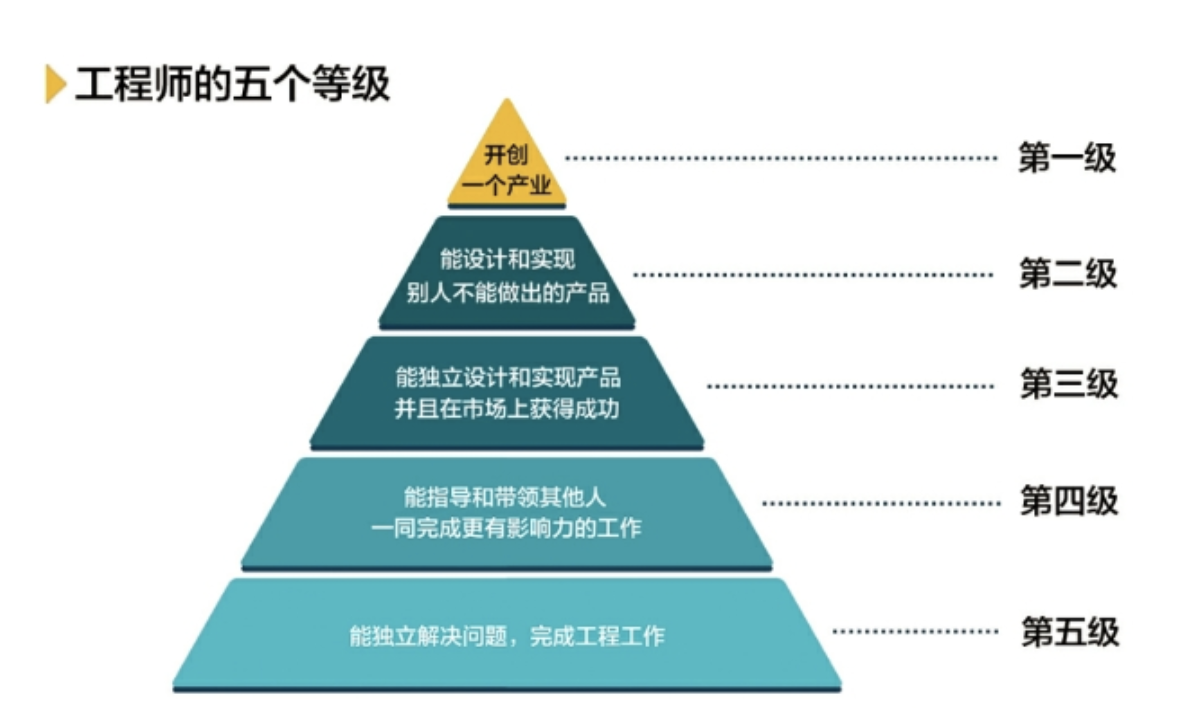 工程师的五个等级
开创
一个产业
第一级
能设计和实现
别人不能做出的产品
第二级
能独立设计和实现产品
并且在市场上获得成功
第三级
能指导和带领其他人
一同完成更有影响力的工作
第四级
能独立解决问题，完成工程工作
第五级